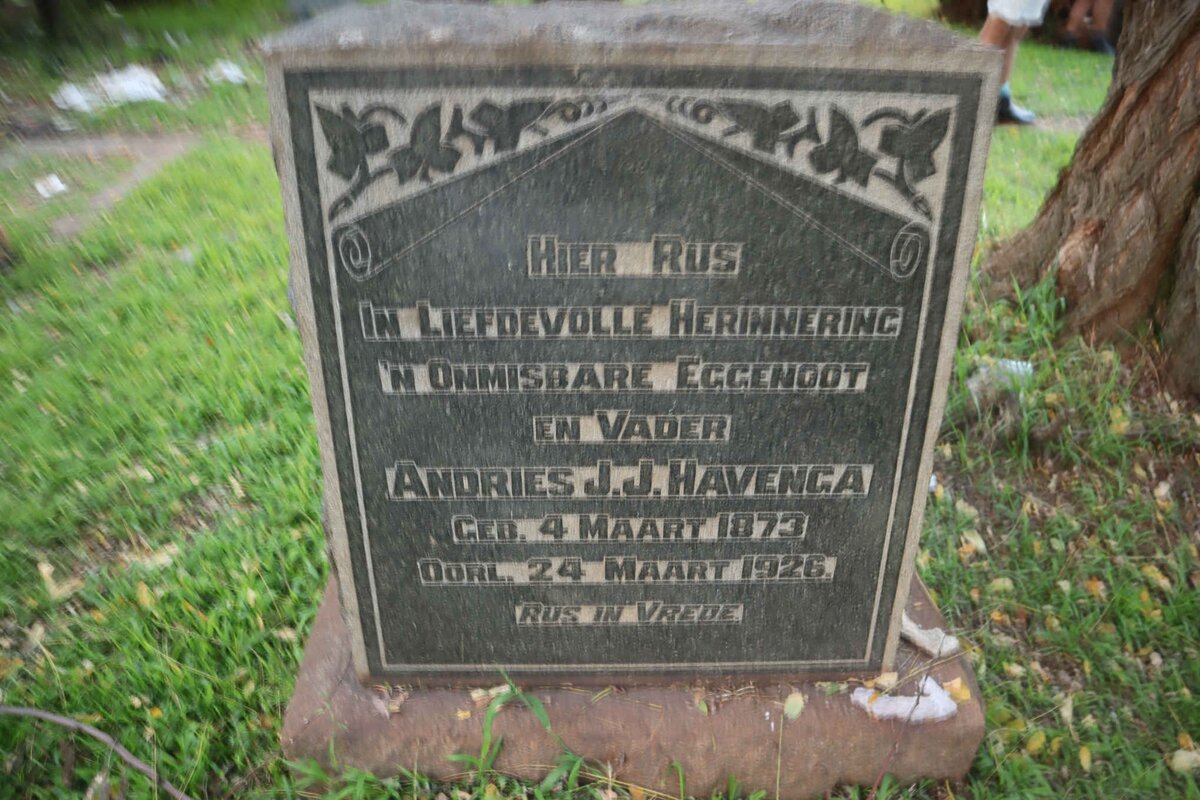 HIER RUS
IN LIEFDEVOLLE HERINNERING
'N ONMISBARE EGGENOOT
EN VADER
ANDRIES J.J. HAVENGA
GEB. 4 MAART 1873
OORL. 24 MAART 1926.
RUS IN VREDE.